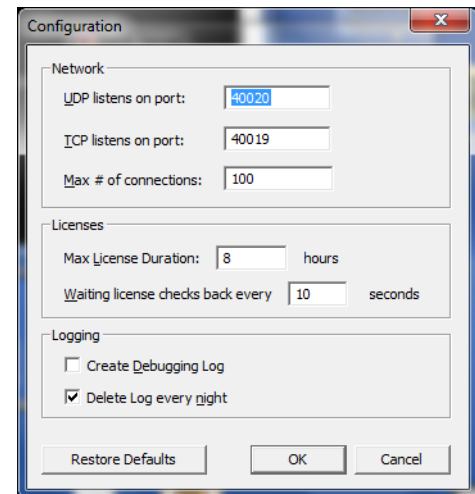 Configuration
Network
UDP listens on port: 40020
TCP listens on port: 40019
Max # of connections: 100
Licenses
Max License Duration: 8 hours
Waiting license checks back every 10 seconds
Logging
Create Debugging Log
Delete Log every night
Restore Defaults OK Cancel